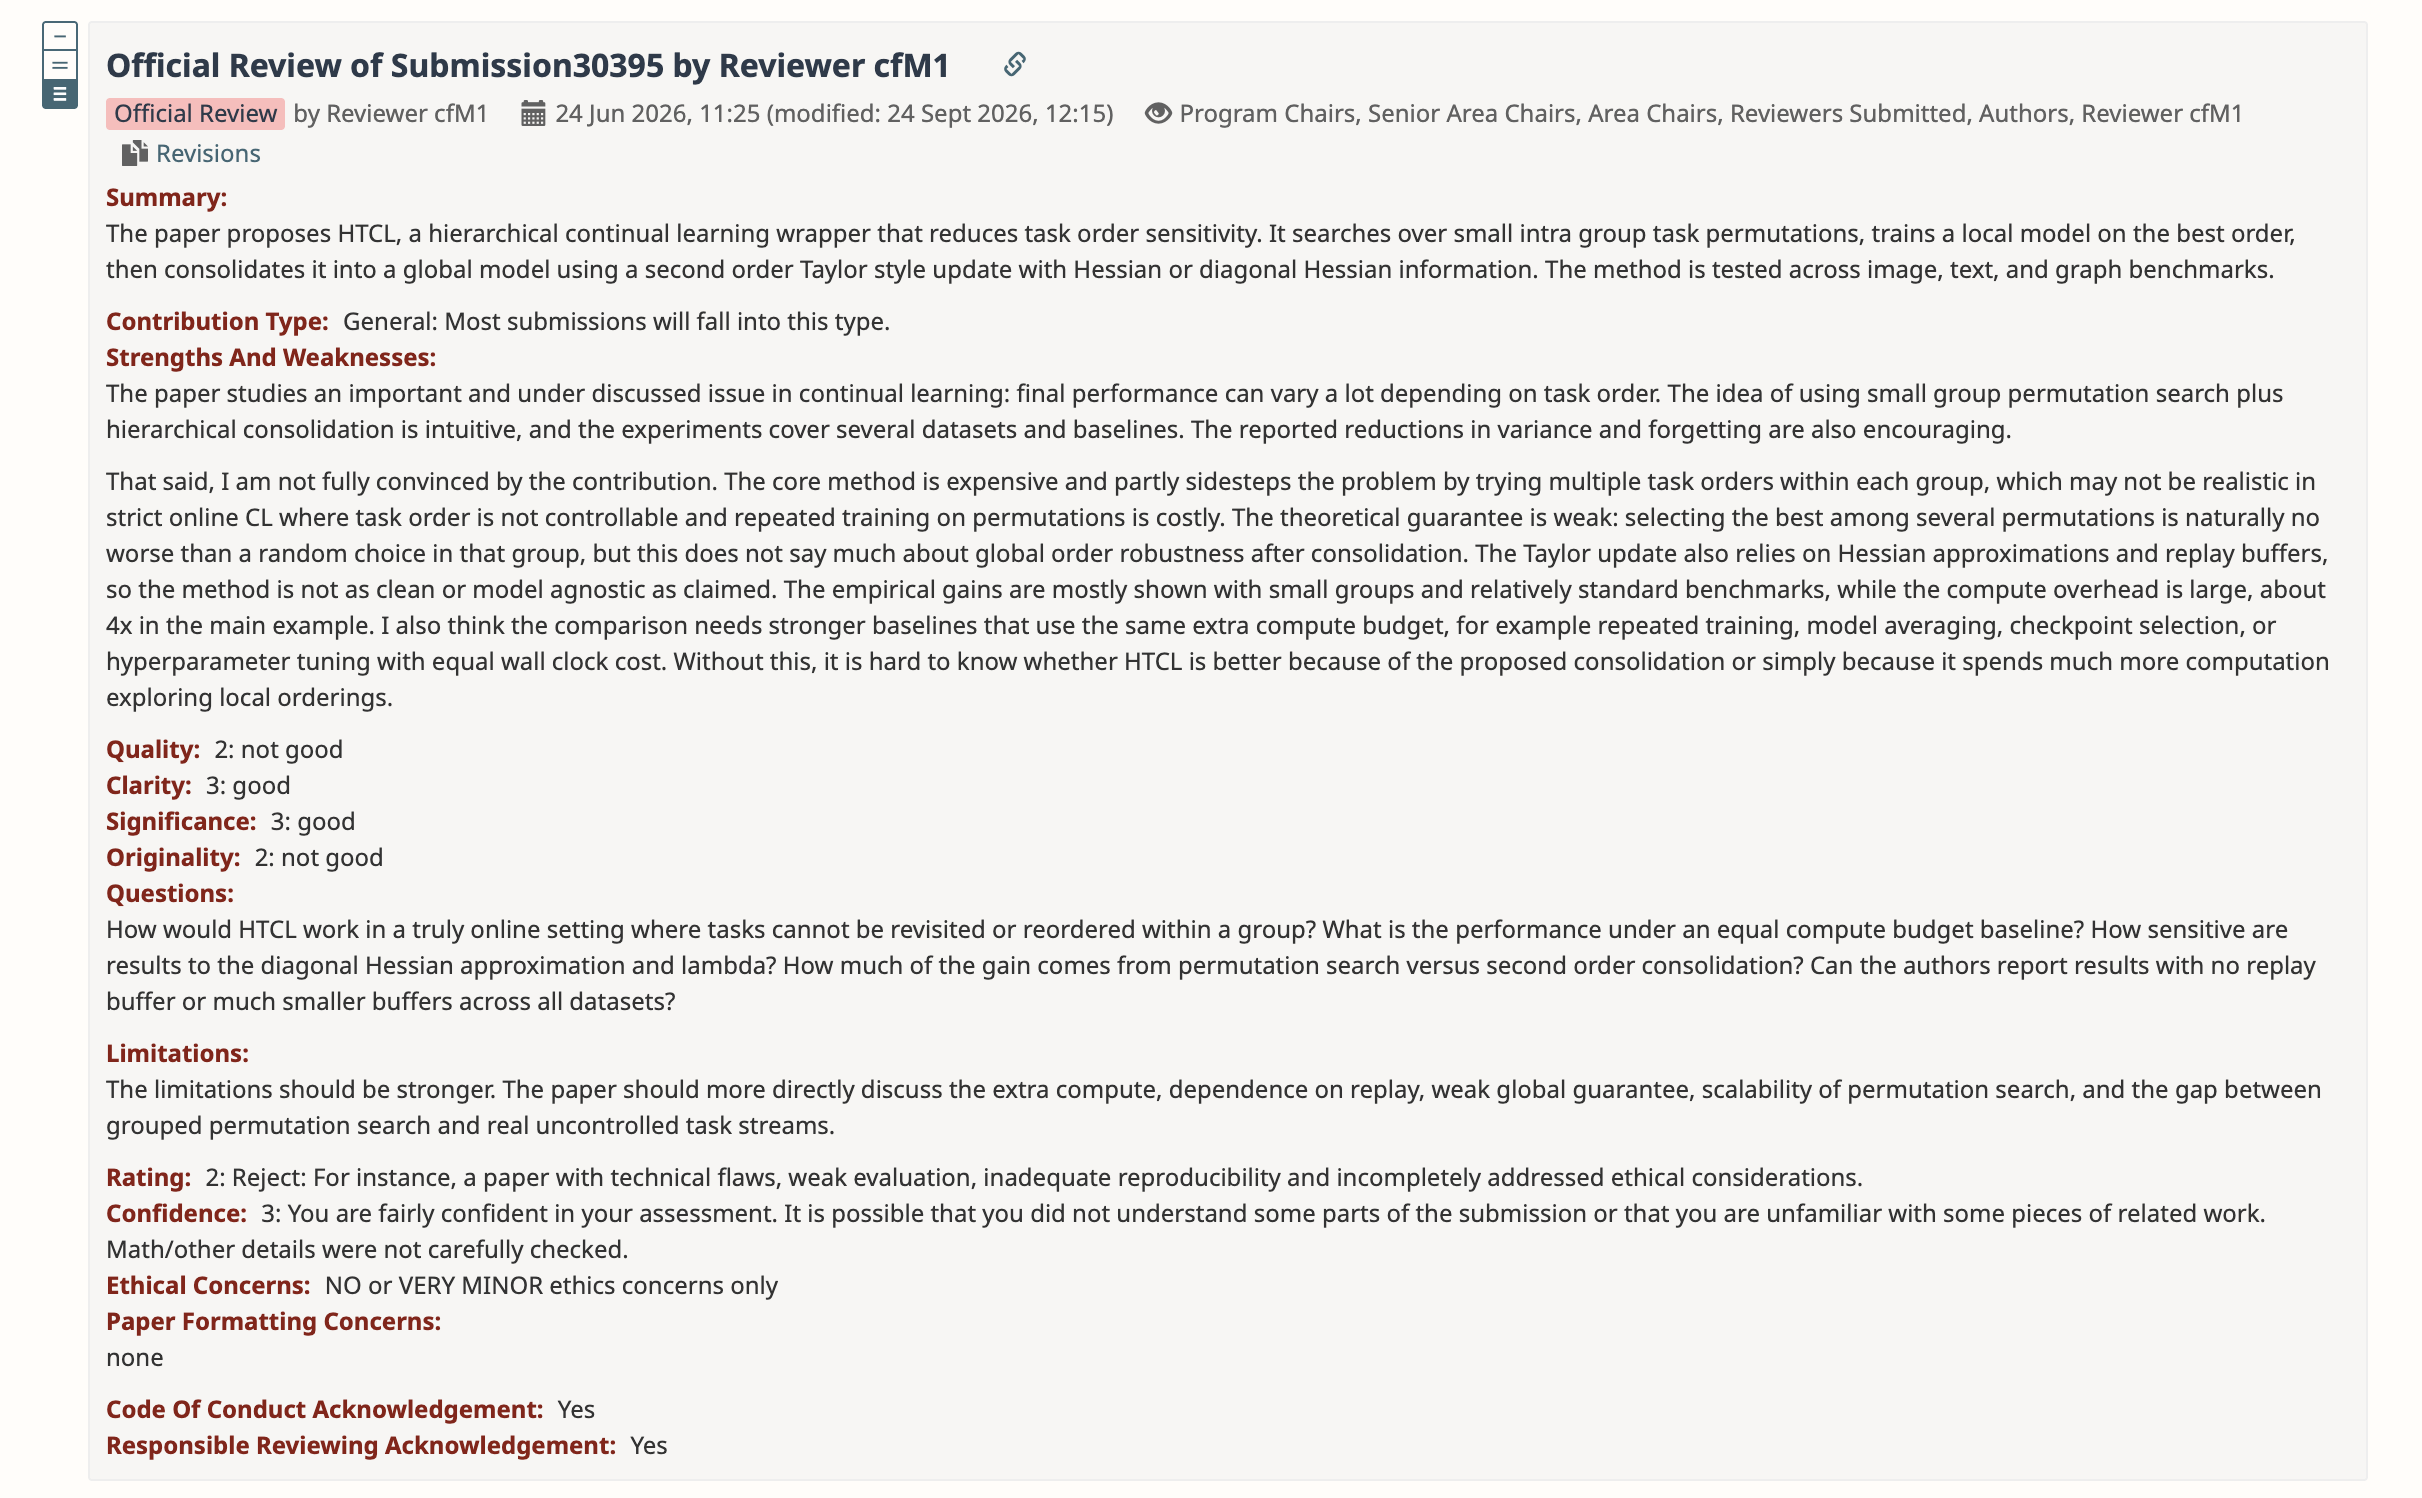 Official Review of Submission30395 by Reviewer cfM1
Official Review by Reviewer cfM1 24 Jun 2026, 11:25 (modified: 24 Sept 2026, 12:15) Program Chairs, Senior Area Chairs, Area Chairs, Reviewers Submitted, Authors, Reviewer cfM1
Revisions
Summary:
The paper proposes HTCL, a hierarchical continual learning wrapper that reduces task order sensitivity. It searches over small intra group task permutations, trains a local model on the best order,
then consolidates it into a global model using a second order Taylor style update with Hessian or diagonal Hessian information. The method is tested across image, text, and graph benchmarks.
Contribution Type: General: Most submissions will fall into this type.
Strengths And Weaknesses:
The paper studies an important and under discussed issue in continual learning: final performance can vary a lot depending on task order. The idea of using small group permutation search plus
hierarchical consolidation is intuitive, and the experiments cover several datasets and baselines. The reported reductions in variance and forgetting are also encouraging.
That said, I am not fully convinced by the contribution. The core method is expensive and partly sidesteps the problem by trying multiple task orders within each group, which may not be realistic in
strict online CL where task order is not controllable and repeated training on permutations is costly. The theoretical guarantee is weak: selecting the best among several permutations is naturally no
worse than a random choice in that group, but this does not say much about global order robustness after consolidation. The Taylor update also relies on Hessian approximations and replay buffers,
so the method is not as clean or model agnostic as claimed. The empirical gains are mostly shown with small groups and relatively standard benchmarks, while the compute overhead is large, about
4x in the main example. I also think the comparison needs stronger baselines that use the same extra compute budget, for example repeated training, model averaging, checkpoint selection, or
hyperparameter tuning with equal wall clock cost. Without this, it is hard to know whether HTCL is better because of the proposed consolidation or simply because it spends much more computation
exploring local orderings.
Quality: 2: not good
Clarity: 3: good
Significance: 3: good
Originality: 2: not good
Questions:
How would HTCL work in a truly online setting where tasks cannot be revisited or reordered within a group? What is the performance under an equal compute budget baseline? How sensitive are
results to the diagonal Hessian approximation and lambda? How much of the gain comes from permutation search versus second order consolidation? Can the authors report results with no replay
buffer or much smaller buffers across all datasets?
Limitations:
The limitations should be stronger. The paper should more directly discuss the extra compute, dependence on replay, weak global guarantee, scalability of permutation search, and the gap between
grouped permutation search and real uncontrolled task streams.
Rating: 2: Reject: For instance, a paper with technical flaws, weak evaluation, inadequate reproducibility and incompletely addressed ethical considerations.
Confidence: 3: You are fairly confident in your assessment. It is possible that you did not understand some parts of the submission or that you are unfamiliar with some pieces of related work.
Math/other details were not carefully checked.
Ethical Concerns: NO or VERY MINOR ethics concerns only
Paper Formatting Concerns:
none
Code Of Conduct Acknowledgement: Yes
Responsible Reviewing Acknowledgement: Yes